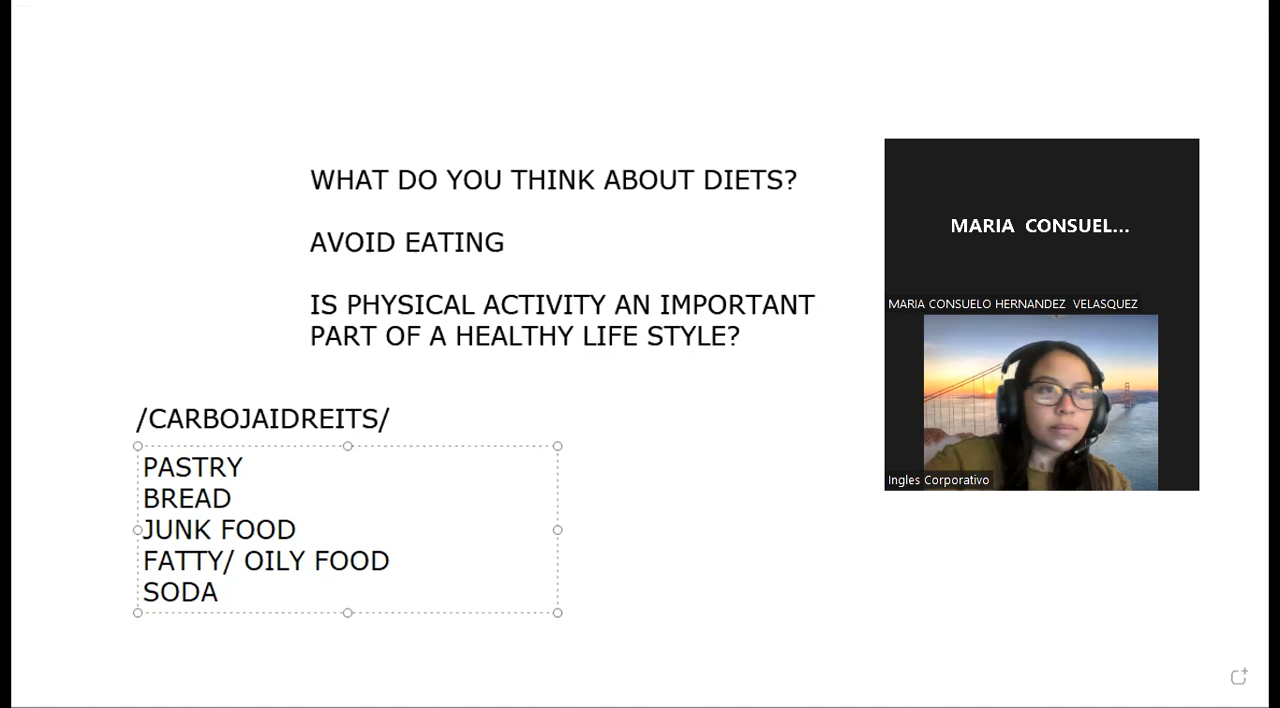 WHAT DO YOU THINK ABOUT DIETS?
AVOID EATING
IS PHYSICAL ACTIVITY AN IMPORTANT
PART OF A HEALTHY LIFE STYLE?
/CARBOJAIDREITS/
PASTRY
BREAD
JUNK FOOD
FATTY/ OILY FOOD
SODA
MARIA CONSUEL...
MARIA CONSUELO HERNANDEZ VELASQUEZ
Ingles Corporativo